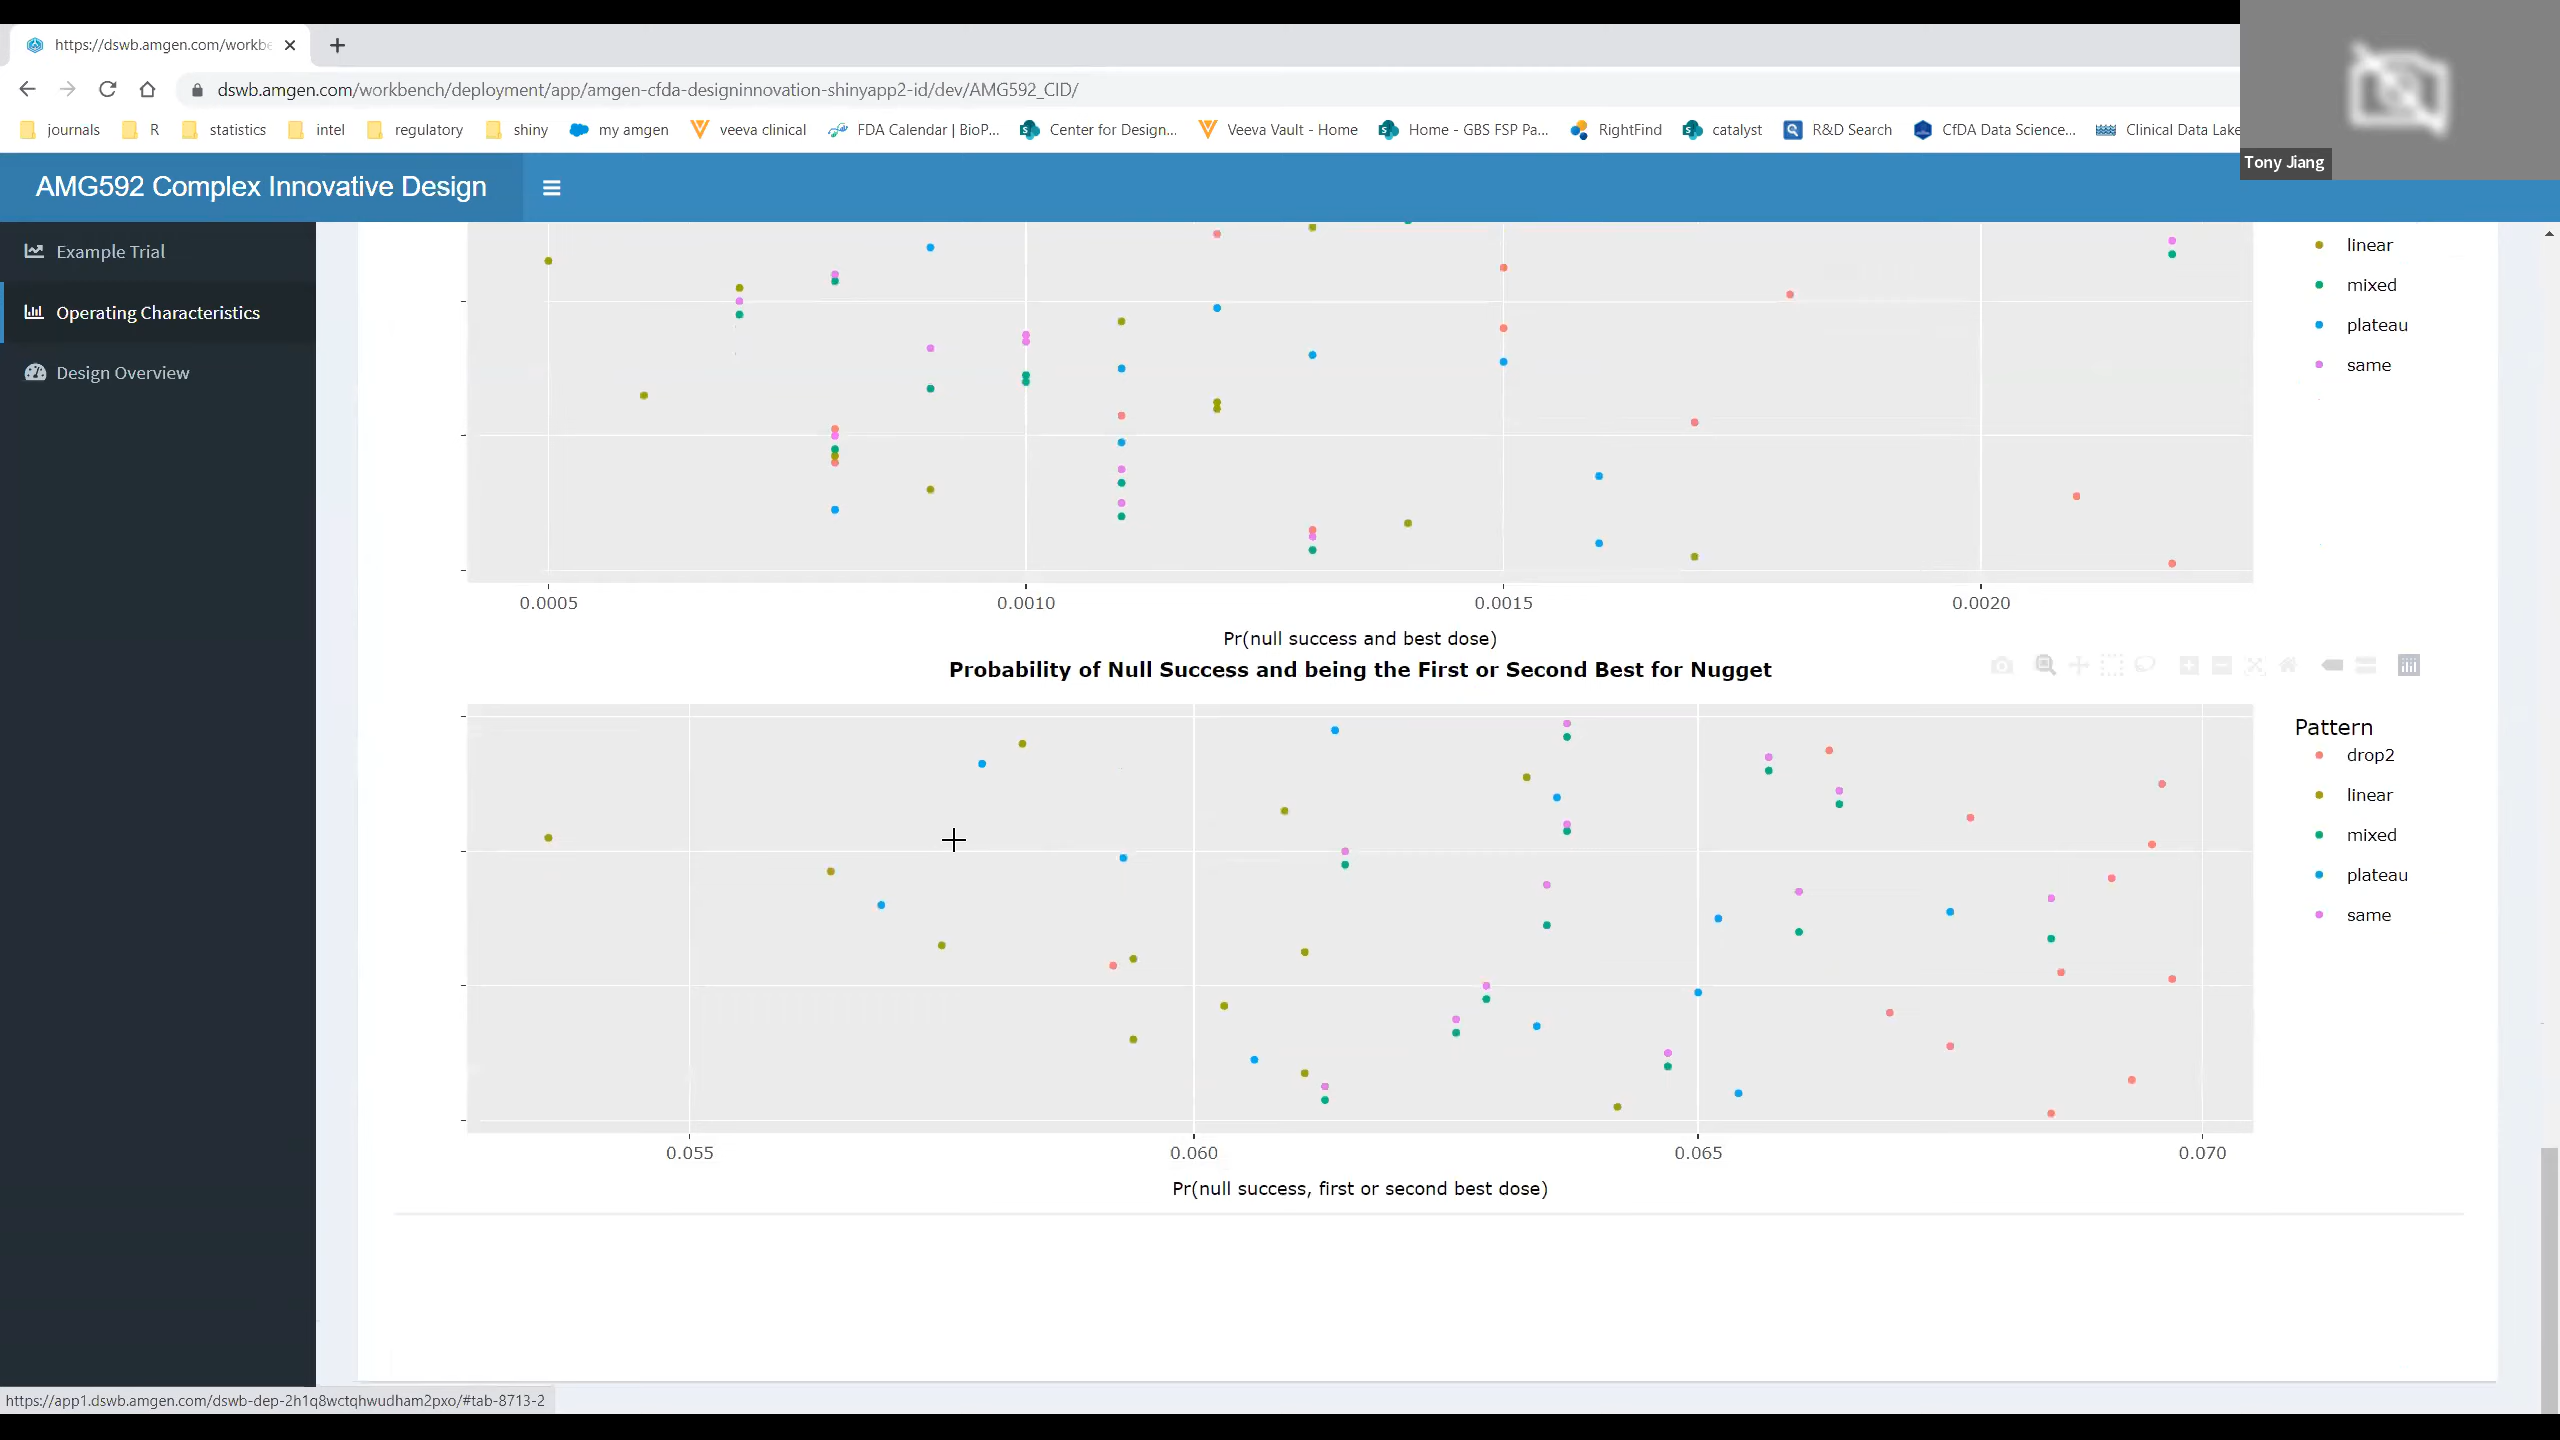 https://dswb.amgen.com/workbe
dswb.amgen.com/workbench/deployment/app/amgen-cfda-designinnovation-shinyapp2-id/dev/AMG592_CID/
journals R statistics intel regulatory shiny my amgen veeva clinical FDA Calendar | BioP... Center for Design... Veeva Vault - Home Home - GBS FSP Pa... RightFind catalyst R&D Search CfDA Data Science... Clinical Data Lake
Tony Jiang
AMG592 Complex Innovative Design
Example Trial
Operating Characteristics
Design Overview
linear
mixed
plateau
same
0.0005 0.0010 0.0015 0.0020
Pr(null success and best dose)
Probability of Null Success and being the First or Second Best for Nugget
Pattern
drop2
linear
mixed
plateau
same
0.055 0.060 0.065 0.070
Pr(null success, first or second best dose)
https://app1.dswb.amgen.com/dswb-dep-2h1q8wctqhwudham2pxo/#tab-8713-2